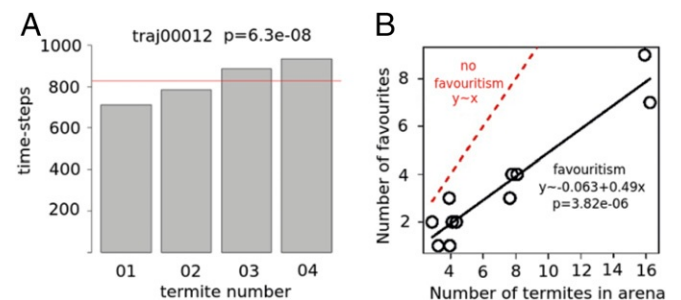 A
traj00012 p=6.3e-08
1000
800
600
400
200
time-steps
01 02 03 04
termite number
B
no
favouritism
y~x
8
6
4
2
Number of favourites
favouritism
y~-0.063+0.49x
p=3.82e-06
4 6 8 10 12 14 16
Number of termites in arena